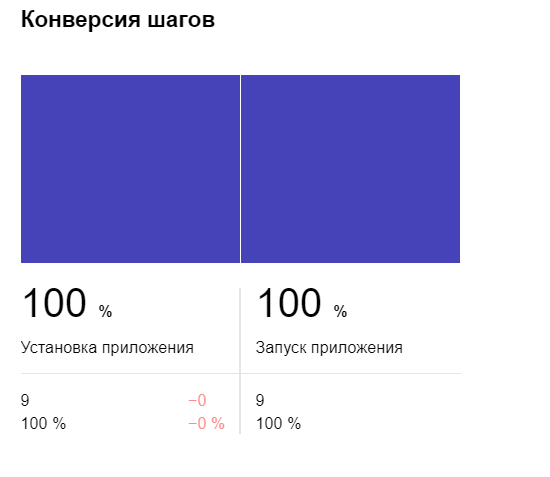 Конверсия шагов
100 %
Установка приложения
9 −0
100 % −0 %
100 %
Запуск приложения
9
100 %